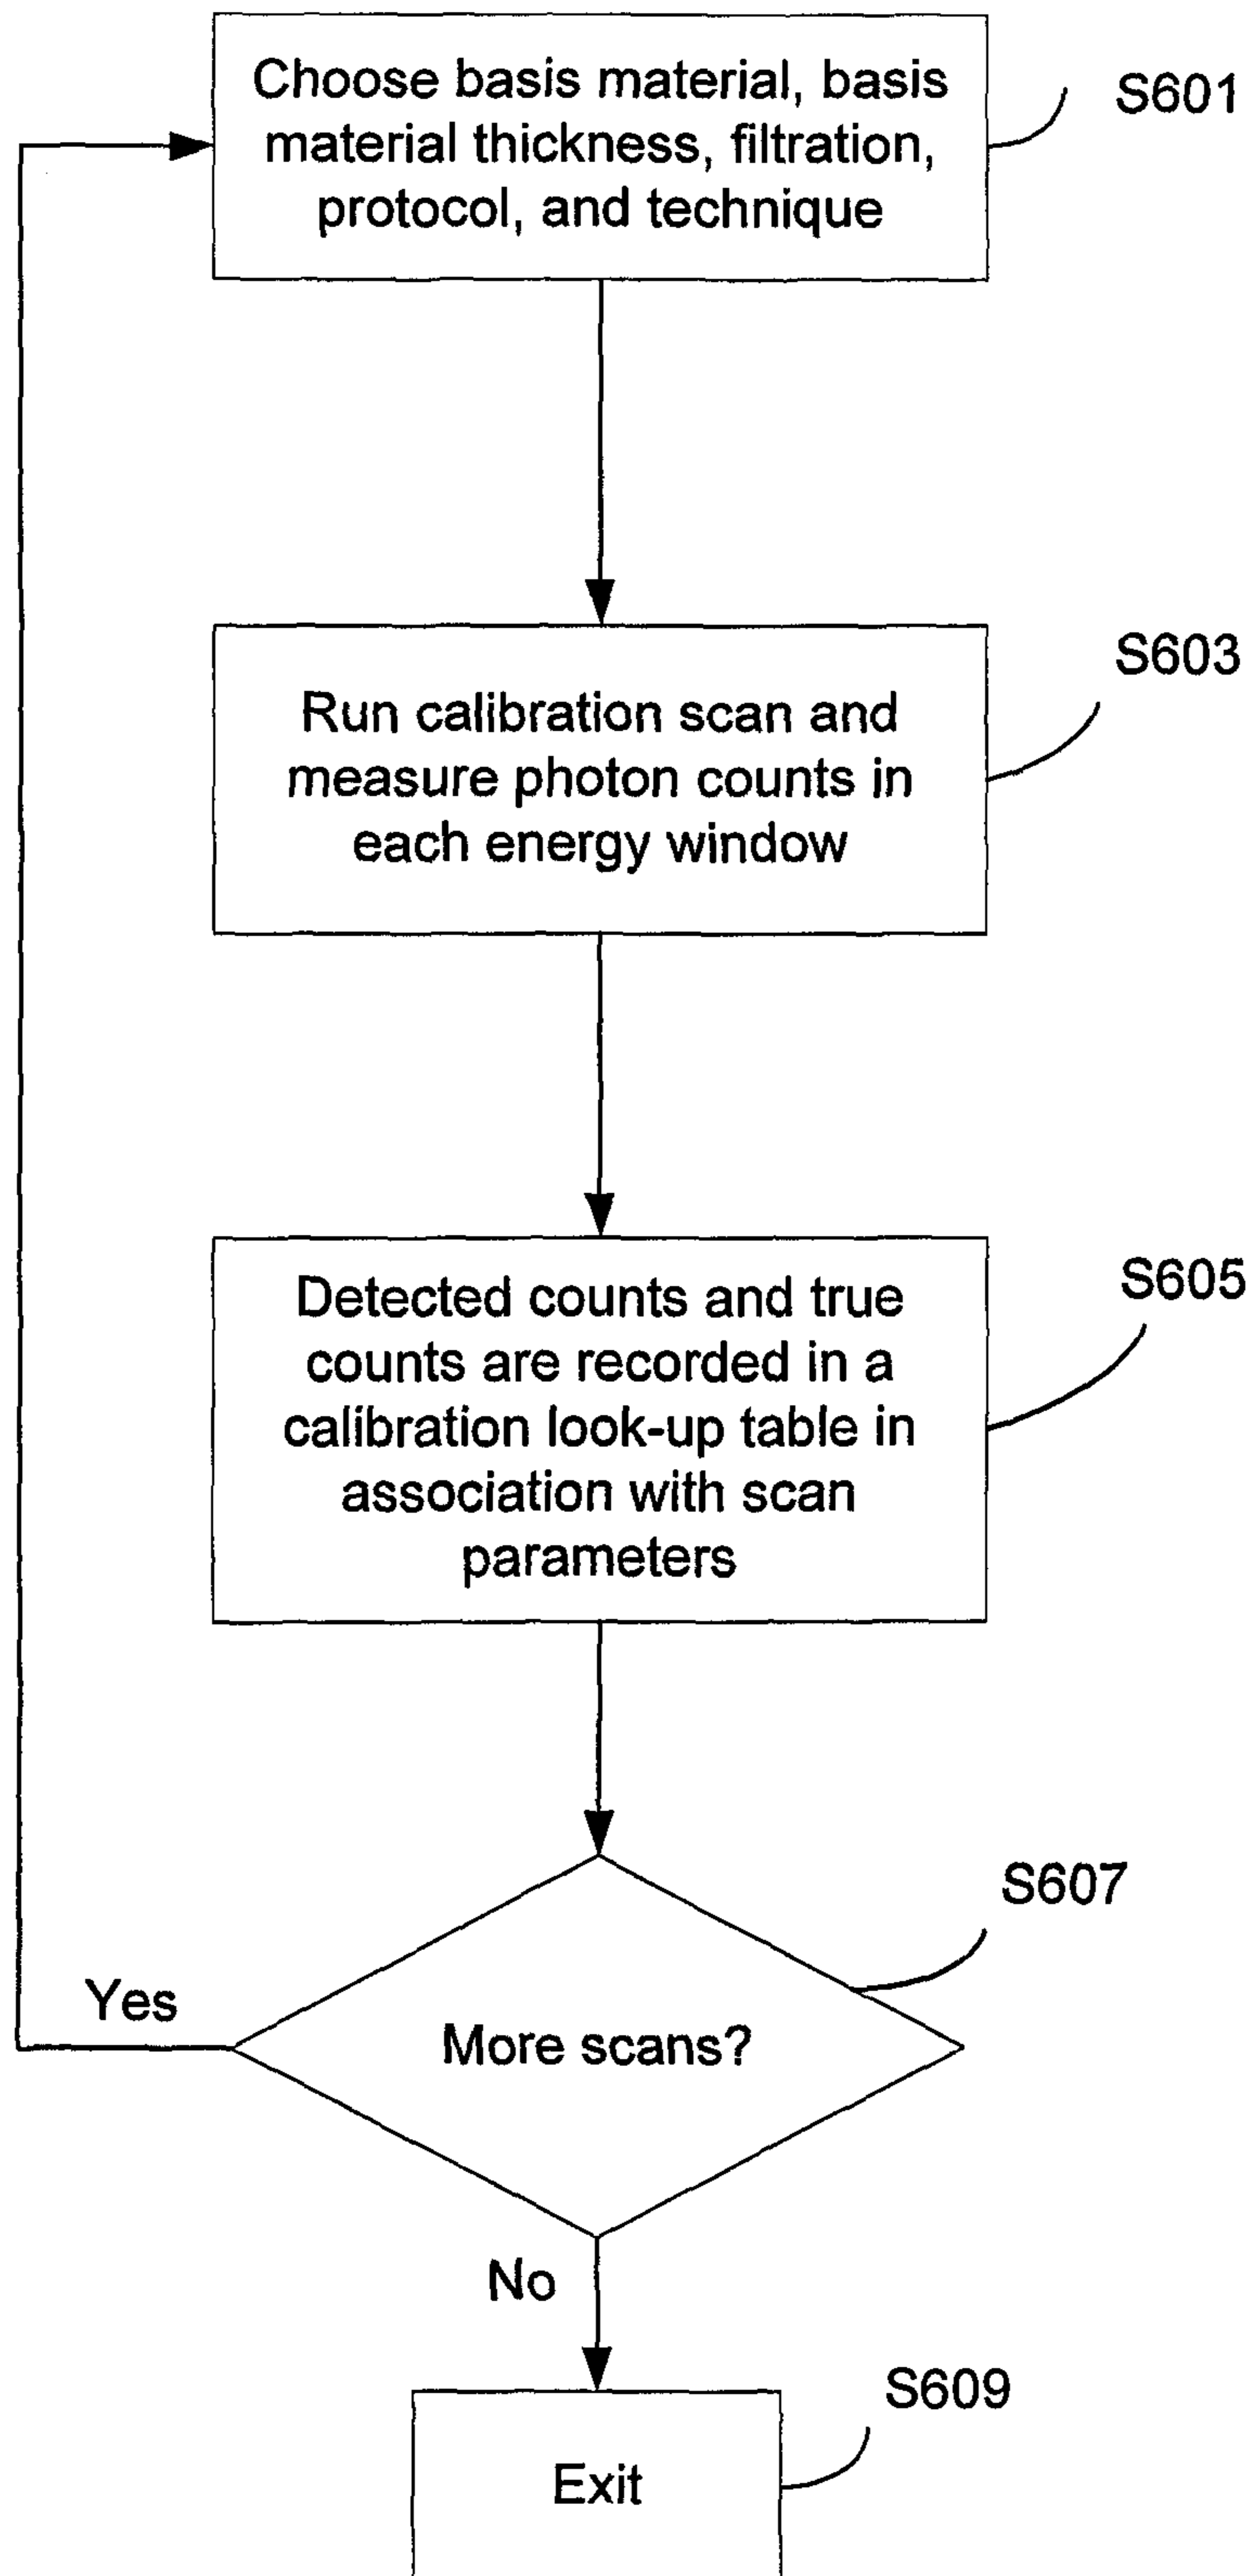 Choose basis material, basis
material thickness, filtration,
protocol, and technique
S601
Run calibration scan and
measure photon counts in
each energy window
S603
Detected counts and true
counts are recorded in a
calibration look-up table in
association with scan
parameters
S605
More scans?
S607
Yes
No
Exit
S609